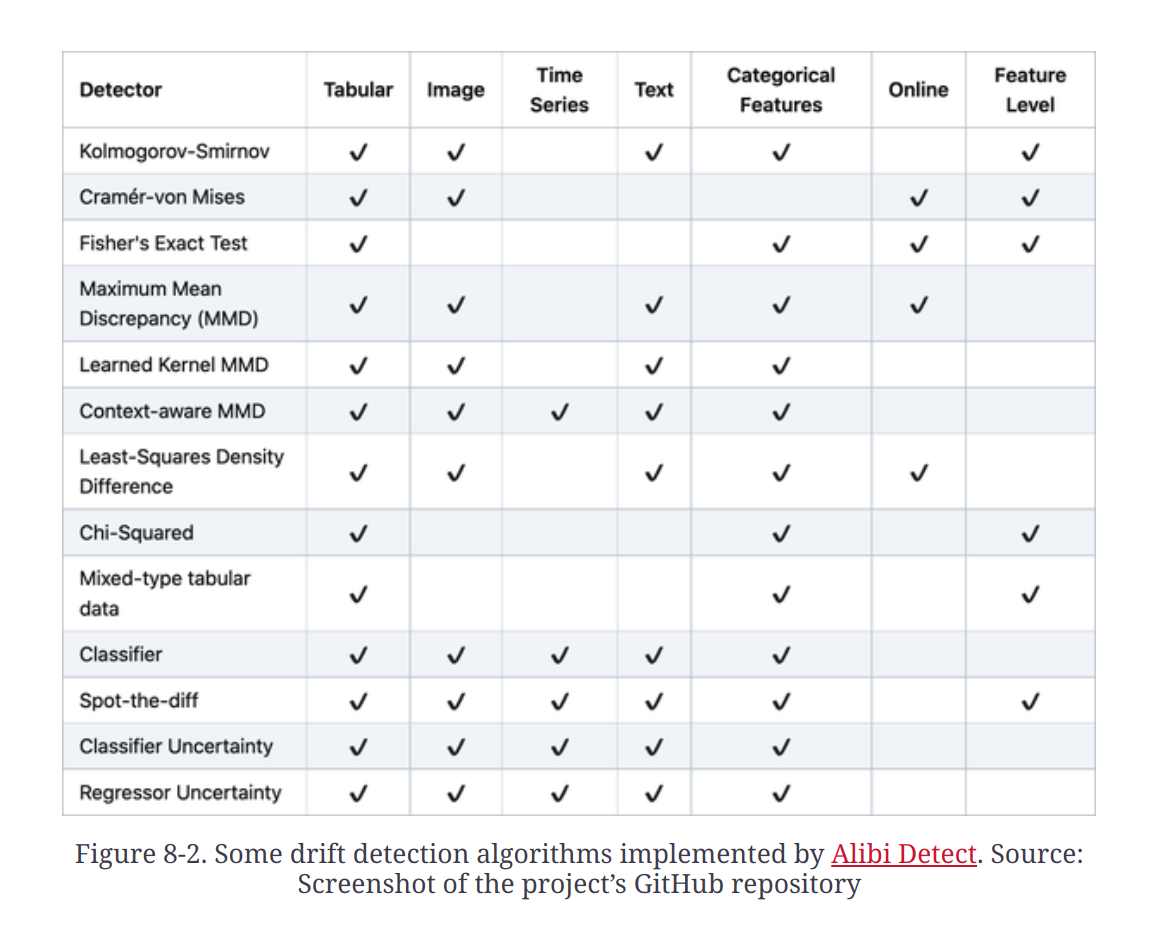 Detector Tabular Image Time Series Text Categorical Features Online Feature Level
Kolmogorov-Smirnov ✓ ✓ ✓ ✓ ✓
Cramér-von Mises ✓ ✓ ✓ ✓
Fisher's Exact Test ✓ ✓ ✓ ✓
Maximum Mean
Discrepancy (MMD) ✓ ✓ ✓ ✓ ✓
Learned Kernel MMD ✓ ✓ ✓ ✓
Context-aware MMD ✓ ✓ ✓ ✓ ✓
Least-Squares Density
Difference ✓ ✓ ✓ ✓ ✓
Chi-Squared ✓ ✓ ✓
Mixed-type tabular
data ✓ ✓ ✓
Classifier ✓ ✓ ✓ ✓ ✓
Spot-the-diff ✓ ✓ ✓ ✓ ✓ ✓
Classifier Uncertainty ✓ ✓ ✓ ✓ ✓
Regressor Uncertainty ✓ ✓ ✓ ✓ ✓
Figure 8-2. Some drift detection algorithms implemented by Alibi Detect. Source:
Screenshot of the project’s GitHub repository